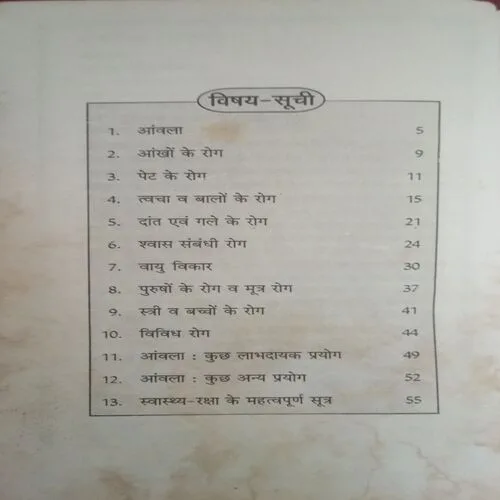 विषय-सूची
1. आंवला 5
2. आंखों के रोग 9
3. पेट के रोग 11
4. त्वचा व बालों के रोग 15
5. दांत एवं गले के रोग 21
6. श्वास संबंधी रोग 24
7. वायु विकार 30
8. पुरुषों के रोग व मूत्र रोग 37
9. स्त्री व बच्चों के रोग 41
10. विविध रोग 44
11. आंवला : कुछ लाभदायक प्रयोग 49
12. आंवला : कुछ अन्य प्रयोग 52
13. स्वास्थ्य-रक्षा के महत्वपूर्ण सूत्र 55